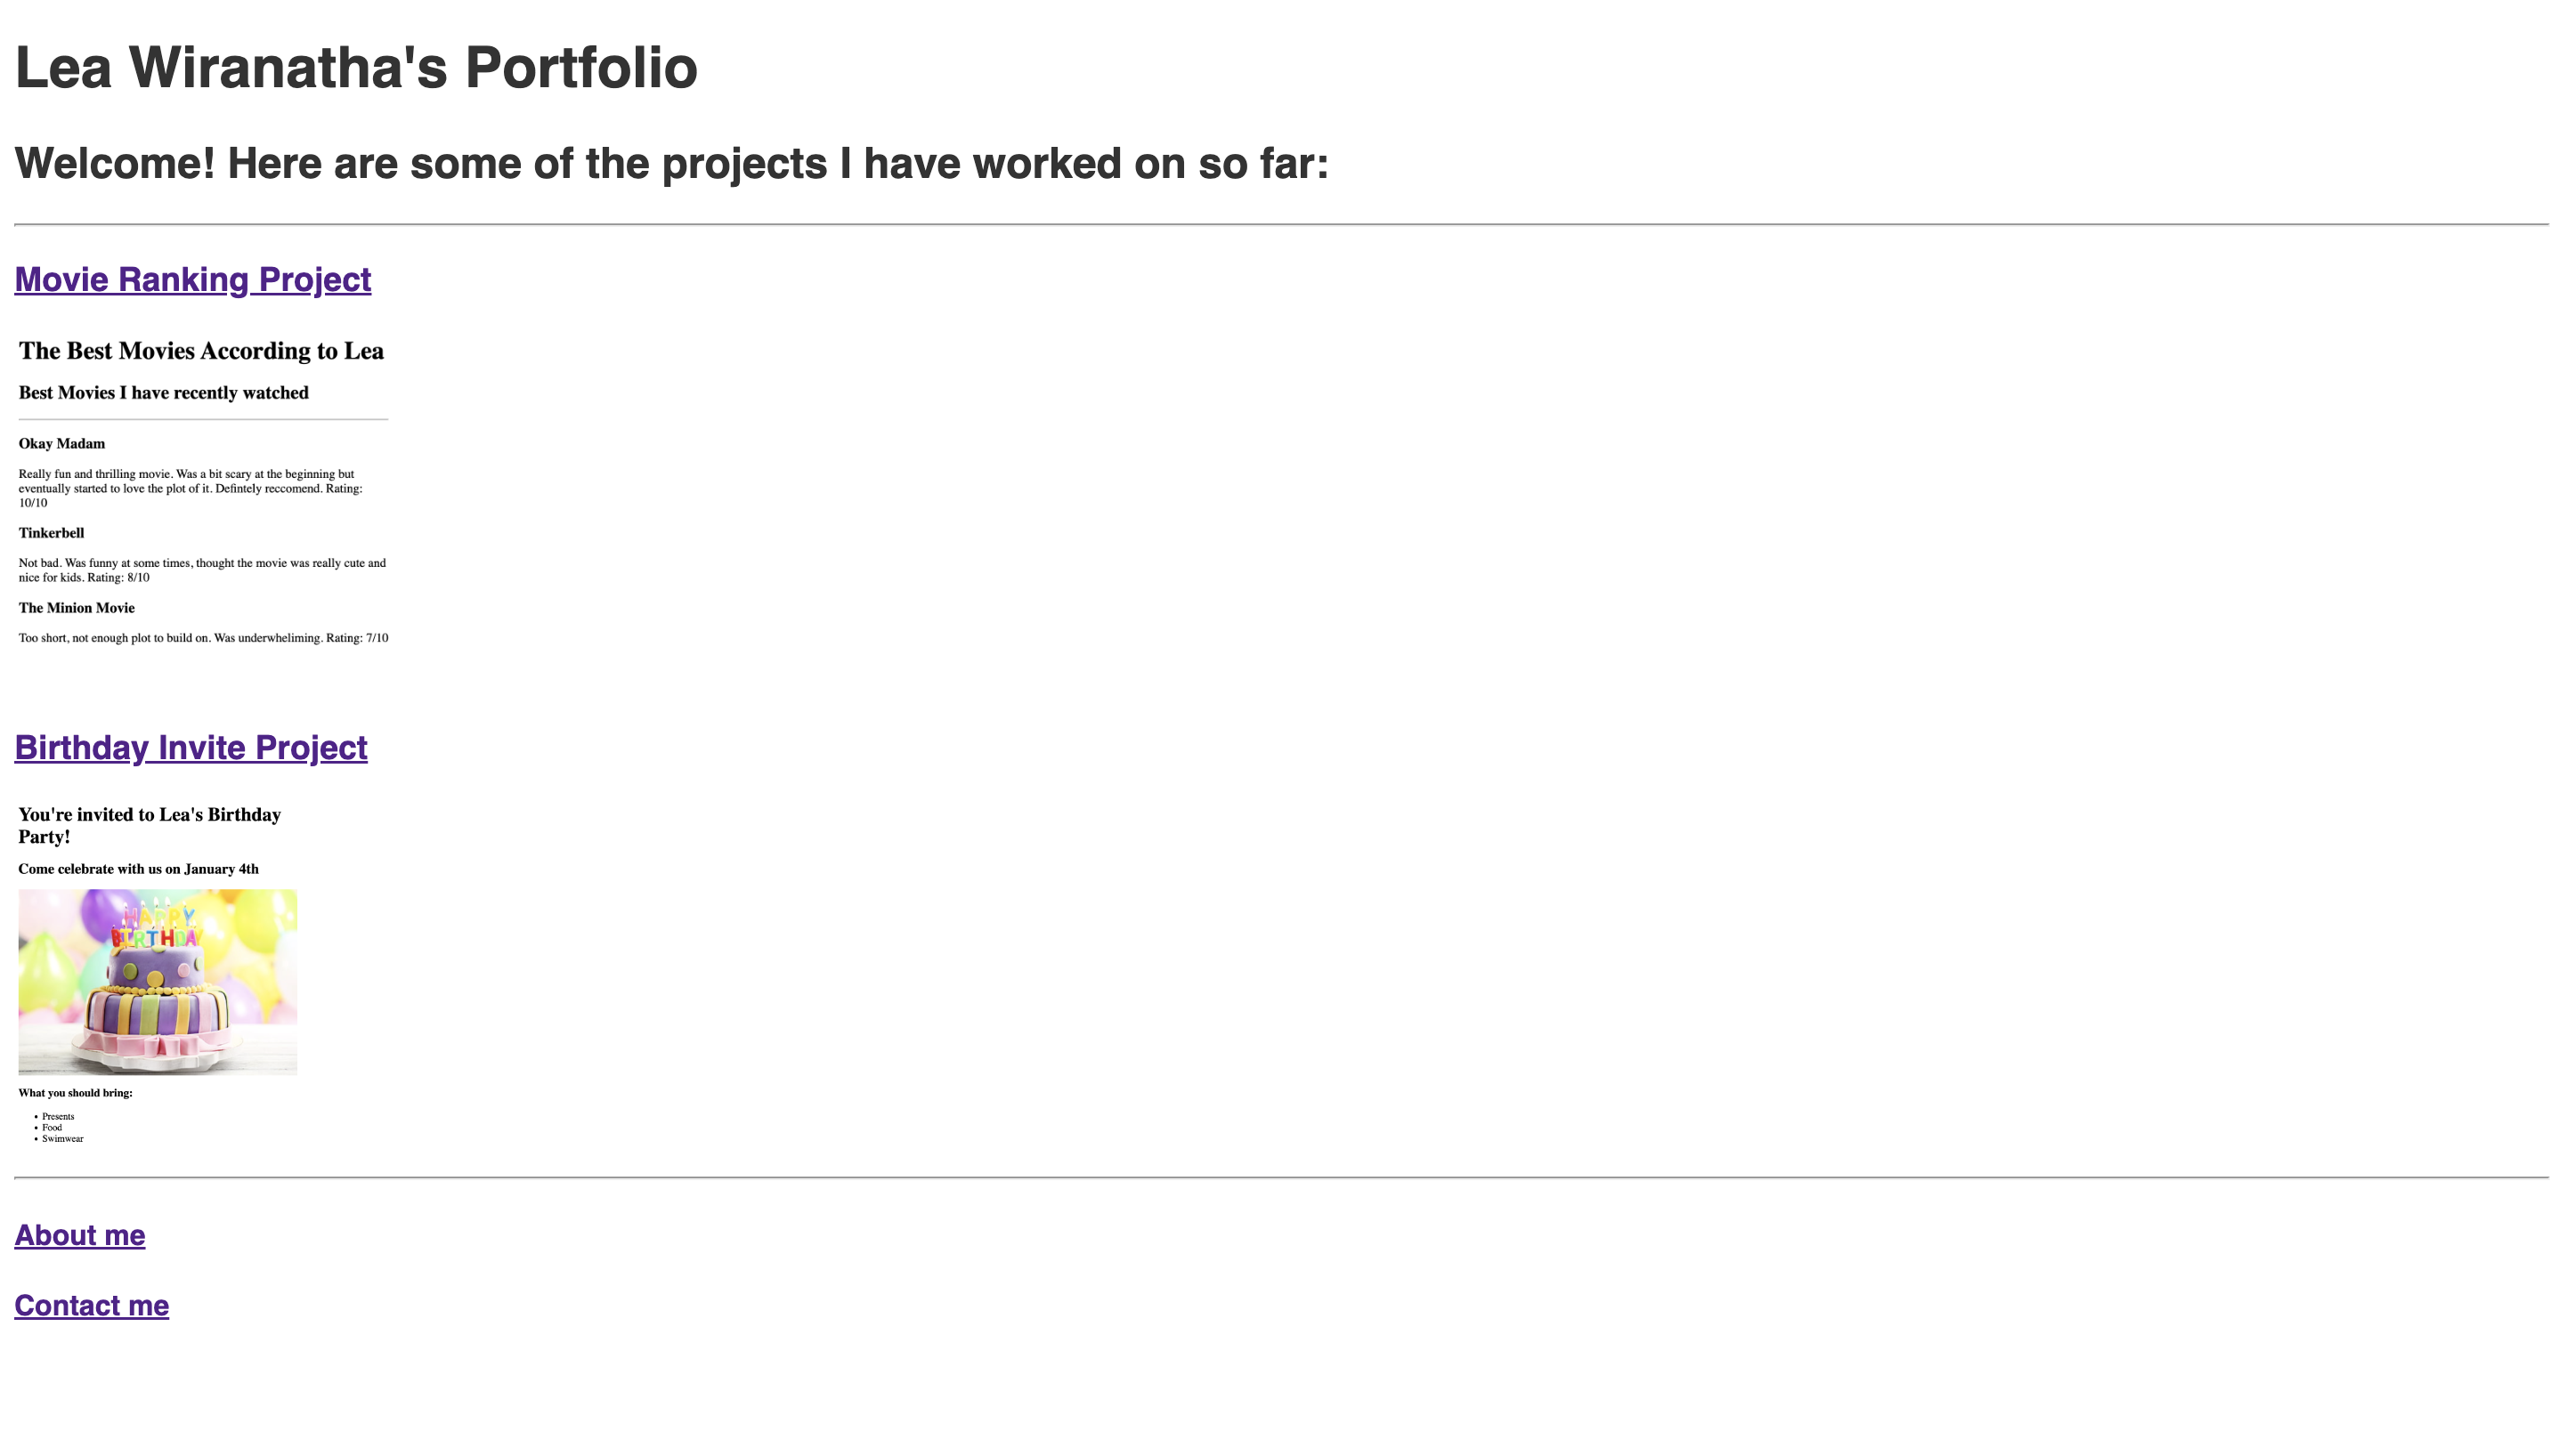 Lea Wiranatha's Portfolio
Welcome! Here are some of the projects I have worked on so far:
Movie Ranking Project
The Best Movies According to Lea
Best Movies I have recently watched
Okay Madam
Really fun and thrilling movie. Was a bit scary at the beginning but
eventually started to love the plot of it. Defintely reccomend. Rating:
10/10
Tinkerbell
Not bad. Was funny at some times, thought the movie was really cute and
nice for kids. Rating: 8/10
The Minion Movie
Too short, not enough plot to build on. Was underwheliming. Rating: 7/10
Birthday Invite Project
You're invited to Lea's Birthday
Party!
Come celebrate with us on January 4th
HAPPY
BIRTHDAY
What you should bring:
• Presents
• Food
• Swimwear
About me
Contact me